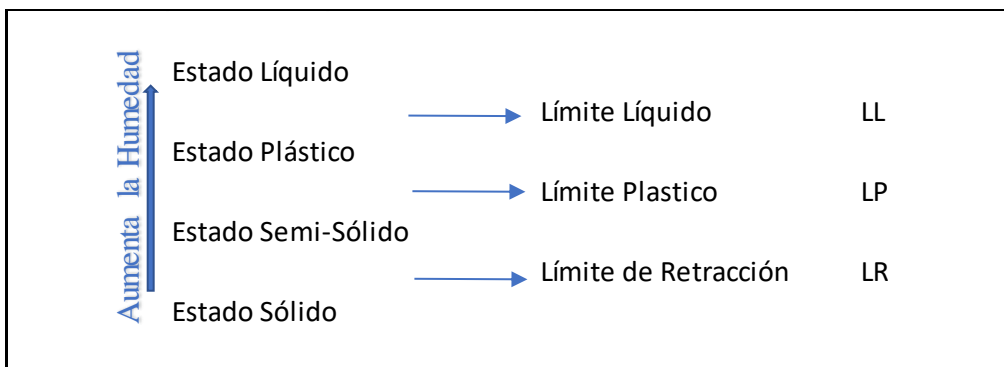 Aumenta la Humedad
Estado Líquido
Límite Líquido LL
Estado Plástico
Límite Plastico LP
Estado Semi-Sólido
Límite de Retracción LR
Estado Sólido